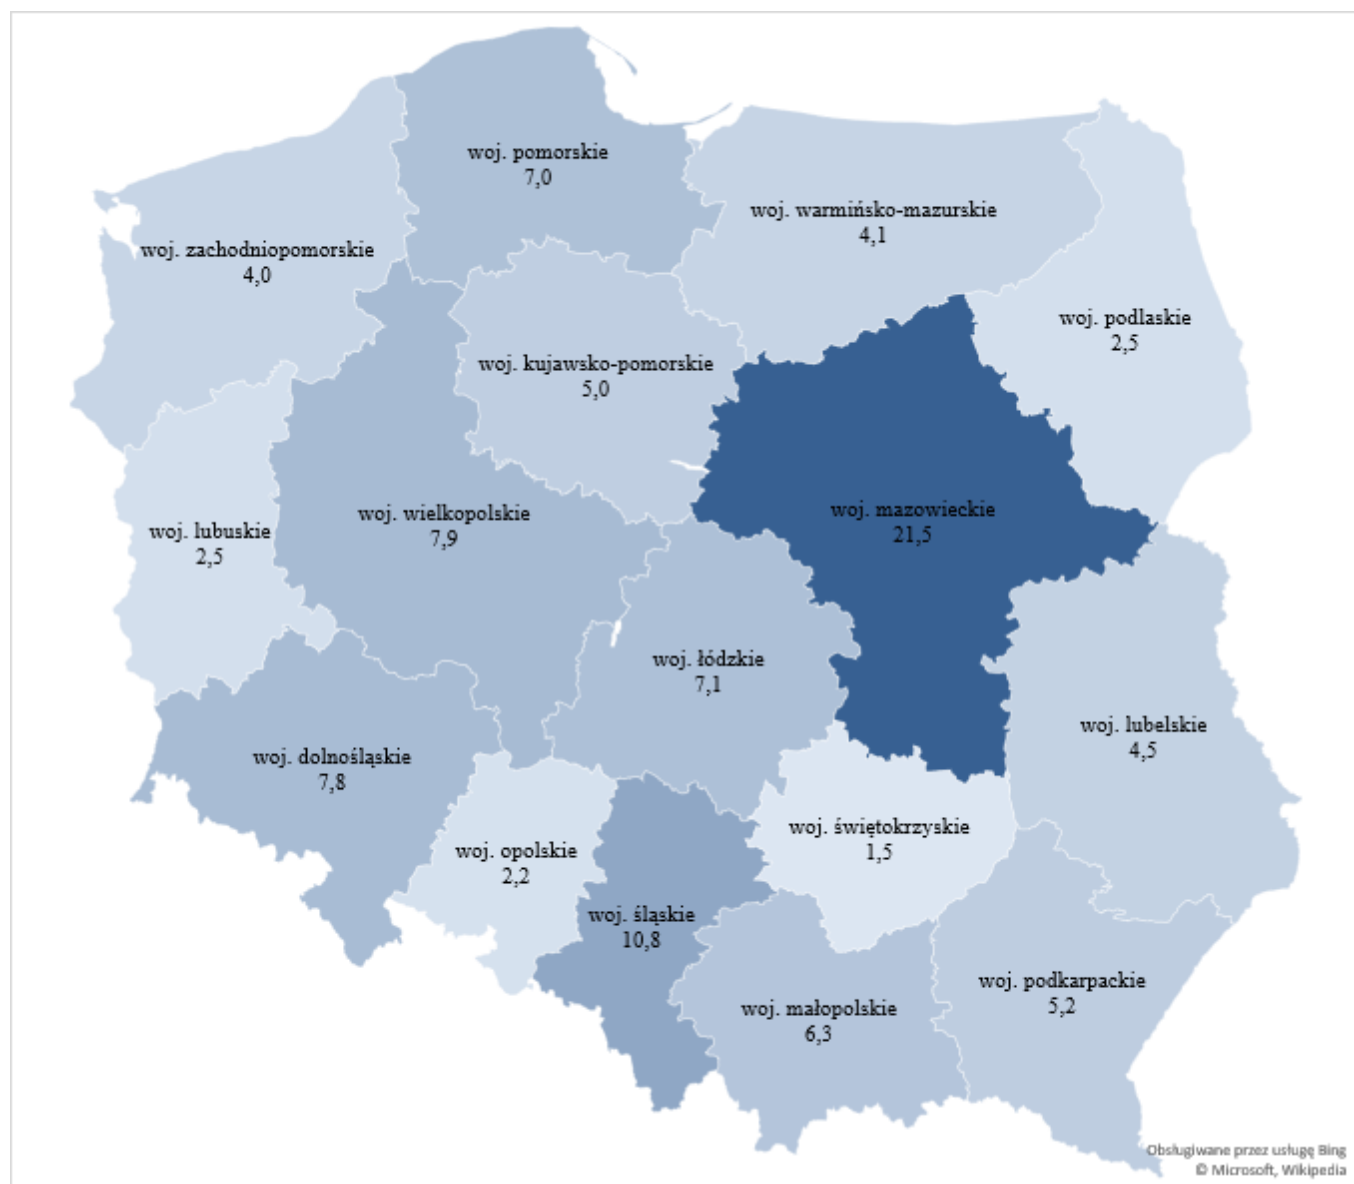 woj. pomorskie
7,0
woj. warmińsko-mazurskie
4,1
woj. zachodniopomorskie
4,0
woj. podlaskie
2,5
woj. kujawsko-pomorskie
5,0
woj. mazowieckie
21,5
woj. wielkopolskie
7,9
woj. lubuskie
2,5
woj. łódzkie
7,1
woj. lubelskie
4,5
woj. dolnośląskie
7,8
woj. świętokrzyskie
1,5
woj. opolskie
2,2
woj. śląskie
10,8
woj. podkarpackie
5,2
woj. małopolskie
6,3
Obsługiwane przez usługę Bing
© Microsoft, Wikipedia